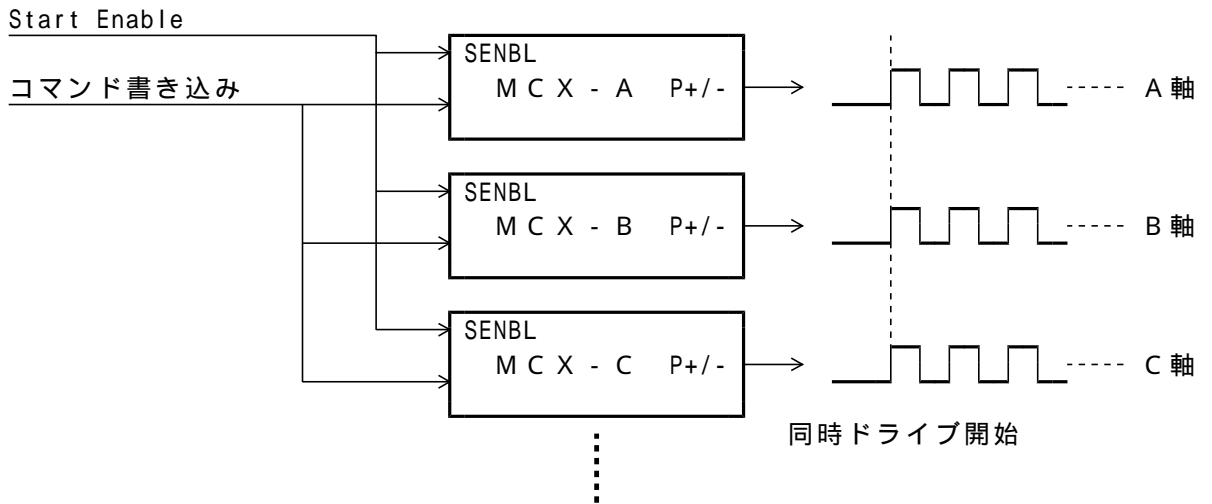 Start Enable
コマンド書き込み
SENBL
MCX-A P+/-
A軸
SENBL
MCX-B P+/-
B軸
SENBL
MCX-C P+/-
C軸
同時ドライブ開始